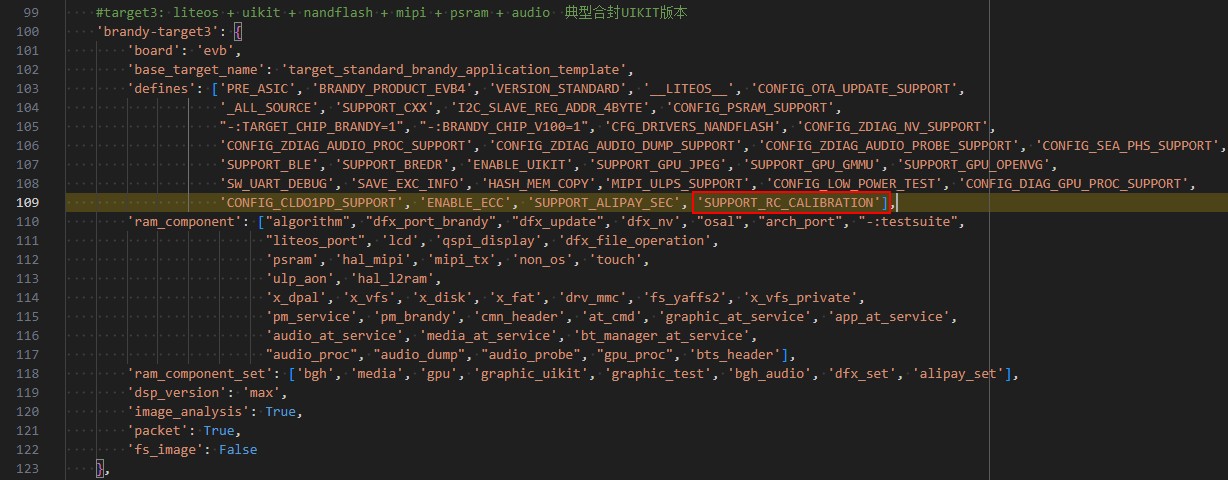 99 #target3: liteos + uikit + nandflash + mipi + psram + audio 典型合封UIKIT版本
100 'brandy-target3': {
101 'board': 'evb',
102 'base_target_name': 'target_standard_brandy_application_template',
103 'defines': ['PRE_ASIC', 'BRANDY_PRODUCT_EVB4', 'VERSION_STANDARD', '__LITEOS__', 'CONFIG_OTA_UPDATE_SUPPORT',
104 '_ALL_SOURCE', 'SUPPORT_CXX', 'I2C_SLAVE_REG_ADDR_4BYTE', 'CONFIG_PSRAM_SUPPORT',
105 "-:TARGET_CHIP_BRANDY=1", "-:BRANDY_CHIP_V100=1", 'CFG_DRIVERS_NANDFLASH', 'CONFIG_ZDIAG_NV_SUPPORT',
106 'CONFIG_ZDIAG_AUDIO_PROC_SUPPORT', 'CONFIG_ZDIAG_AUDIO_DUMP_SUPPORT', 'CONFIG_ZDIAG_AUDIO_PROBE_SUPPORT', 'CONFIG_SEA_PHS_SUPPORT',
107 'SUPPORT_BLE', 'SUPPORT_BREDR', 'ENABLE_UIKIT', 'SUPPORT_GPU_JPEG', 'SUPPORT_GPU_GMMU', 'SUPPORT_GPU_OPENVG',
108 'SW_UART_DEBUG', 'SAVE_EXC_INFO', 'HASH_MEM_COPY','MIPI_ULPS_SUPPORT', 'CONFIG_LOW_POWER_TEST', 'CONFIG_DIAG_GPU_PROC_SUPPORT',
109 'CONFIG_CLDO1PD_SUPPORT', 'ENABLE_ECC', 'SUPPORT_ALIPAY_SEC', 'SUPPORT_RC_CALIBRATION'],
110 'ram_component': ["algorithm", "dfx_port_brandy", "dfx_update", 'dfx_nv', "osal", "arch_port", "-:testsuite",
111 "liteos_port", 'lcd', 'qspi_display', 'dfx_file_operation',
112 'psram', 'hal_mipi', 'mipi_tx', 'non_os', 'touch',
113 'ulp_aon', 'hal_l2ram',
114 'x_dpal', 'x_vfs', 'x_disk', 'x_fat', 'drv_mmc', 'fs_yaffs2', 'x_vfs_private',
115 'pm_service', 'pm_brandy', 'cmn_header', 'at_cmd', 'graphic_at_service', 'app_at_service',
116 'audio_at_service', 'media_at_service', 'bt_manager_at_service',
117 "audio_proc", "audio_dump", "audio_probe", "gpu_proc", 'bts_header'],
118 'ram_component_set': ['bgh', 'media', 'gpu', 'graphic_uikit', 'graphic_test', 'bgh_audio', 'dfx_set', 'alipay_set'],
119 'dsp_version': 'max',
120 'image_analysis': True,
121 'packet': True,
122 'fs_image': False
123 },